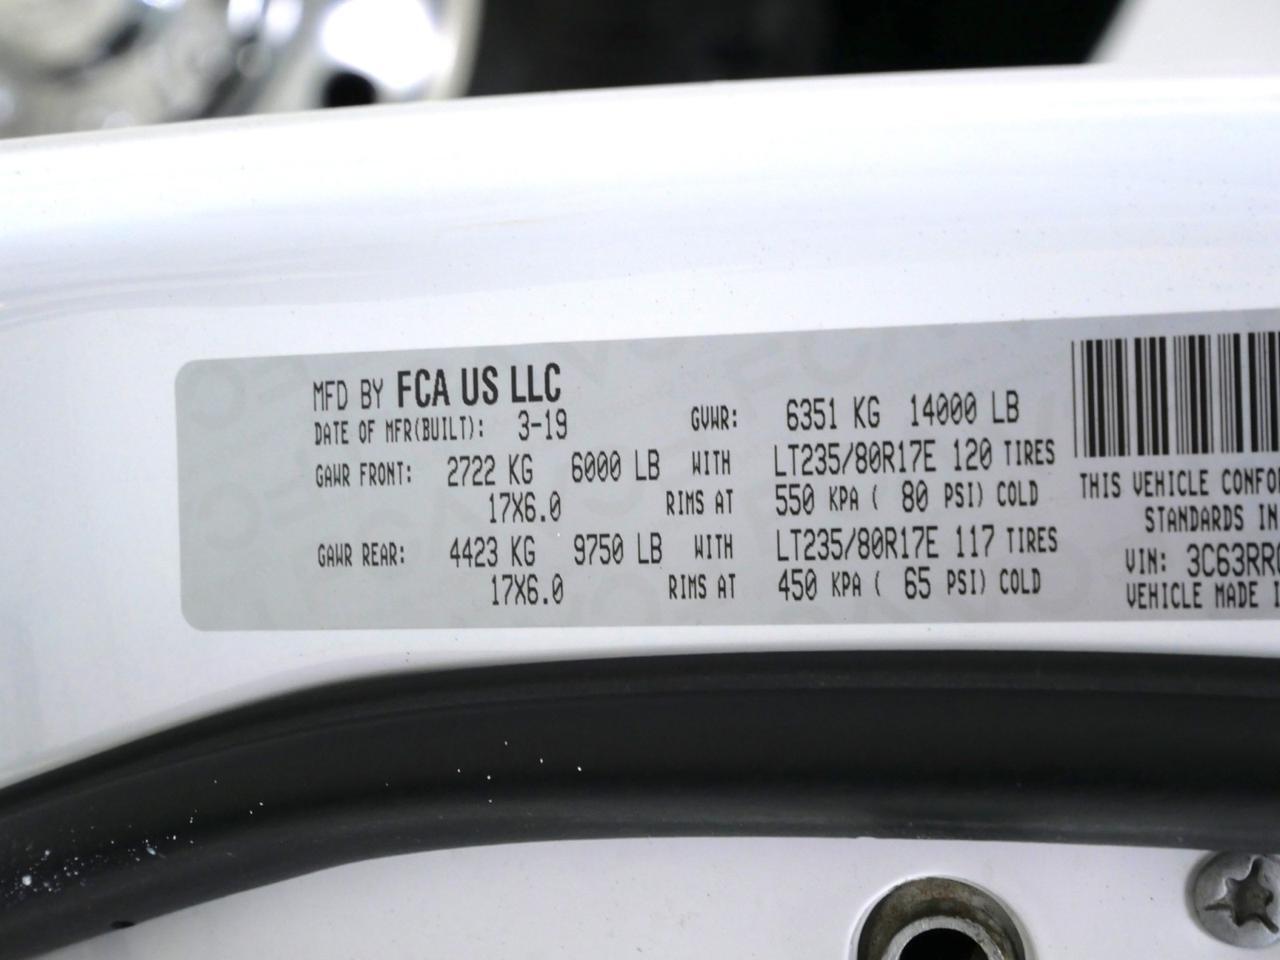 MFD BY FCA US LLC
DATE OF MFR(BUILT): 3-19 GVWR: 6351 KG 14000 LB
GAWR FRONT: 2722 KG 6000 LB WITH LT235/80R17E 120 TIRES
17X6.0 RIMS AT 550 KPA ( 80 PSI) COLD
GAWR REAR: 4423 KG 9750 LB WITH LT235/80R17E 117 TIRES
17X6.0 RIMS AT 450 KPA ( 65 PSI) COLD
THIS VEHICLE CONFO
STANDARDS IN
VIN: 3C63RR
VEHICLE MADE I